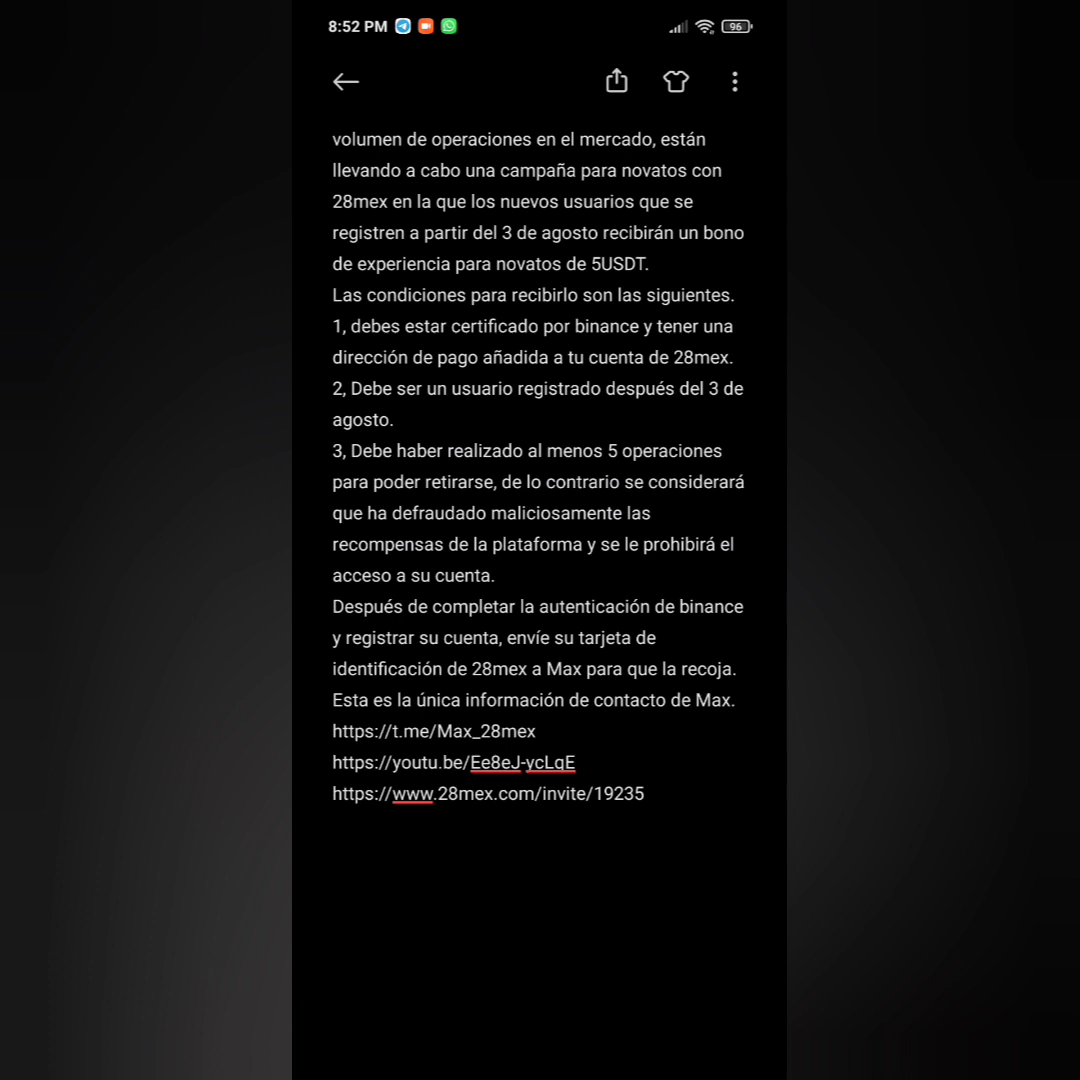 8:52 PM
96
volumen de operaciones en el mercado, están
llevando a cabo una campaña para novatos con
28mex en la que los nuevos usuarios que se
registren a partir del 3 de agosto recibirán un bono
de experiencia para novatos de 5USDT.
Las condiciones para recibirlo son las siguientes.
1, debes estar certificado por binance y tener una
dirección de pago añadida a tu cuenta de 28mex.
2, Debe ser un usuario registrado después del 3 de
agosto.
3, Debe haber realizado al menos 5 operaciones
para poder retirarse, de lo contrario se considerará
que ha defraudado maliciosamente las
recompensas de la plataforma y se le prohibirá el
acceso a su cuenta.
Después de completar la autenticación de binance
y registrar su cuenta, envíe su tarjeta de
identificación de 28mex a Max para que la recoja.
Esta es la única información de contacto de Max.
https://t.me/Max_28mex
https://youtu.be/Ee8eJ-ycLqE
https://www.28mex.com/invite/19235